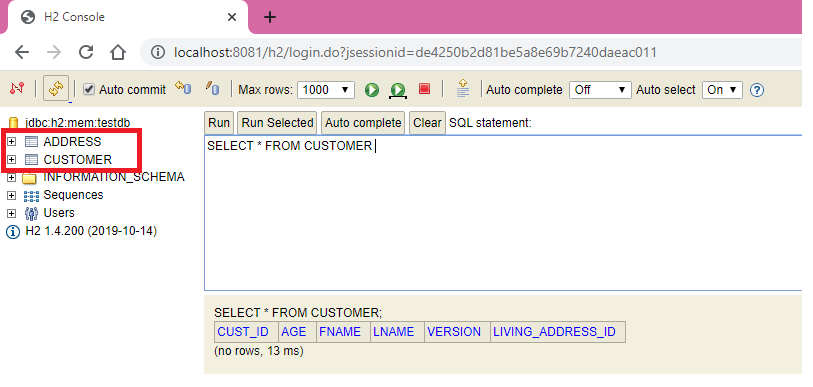 H2 Console
localhost:8081/h2/login.do?jsessionid=de4250b2d81be5a8e69b7240daeac011
Auto commit Max rows: 1000 Auto complete Off Auto select On
jdbc:h2:mem:testdb
ADDRESS
CUSTOMER
INFORMATION_SCHEMA
Sequences
Users
H2 1.4.200 (2019-10-14)
Run Run Selected Auto complete Clear SQL statement:
SELECT * FROM CUSTOMER
SELECT * FROM CUSTOMER;
CUST_ID AGE FNAME LNAME VERSION LIVING_ADDRESS_ID
(no rows, 13 ms)